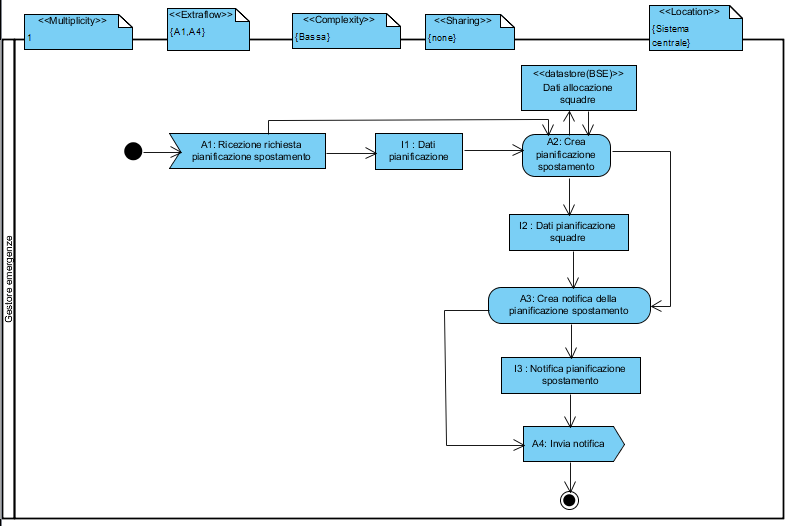 <<Multiplicity>>
1
<<Extraflow>>
{A1,A4}
<<Complexity>>
{Bassa}
<<Sharing>>
{none}
<<Location>>
{Sistema
centrale}
Gestore emergenze
<<datastore(BSE)>>
Dati allocazione
squadre
A1: Ricezione richiesta
pianificazione spostamento
I1 : Dati
pianificazione
A2: Crea
pianificazione
spostamento
I2 : Dati pianificazione
squadre
A3: Crea notifica della
pianificazione spostamento
I3 : Notifica pianificazione
spostamento
A4: Invia notifica